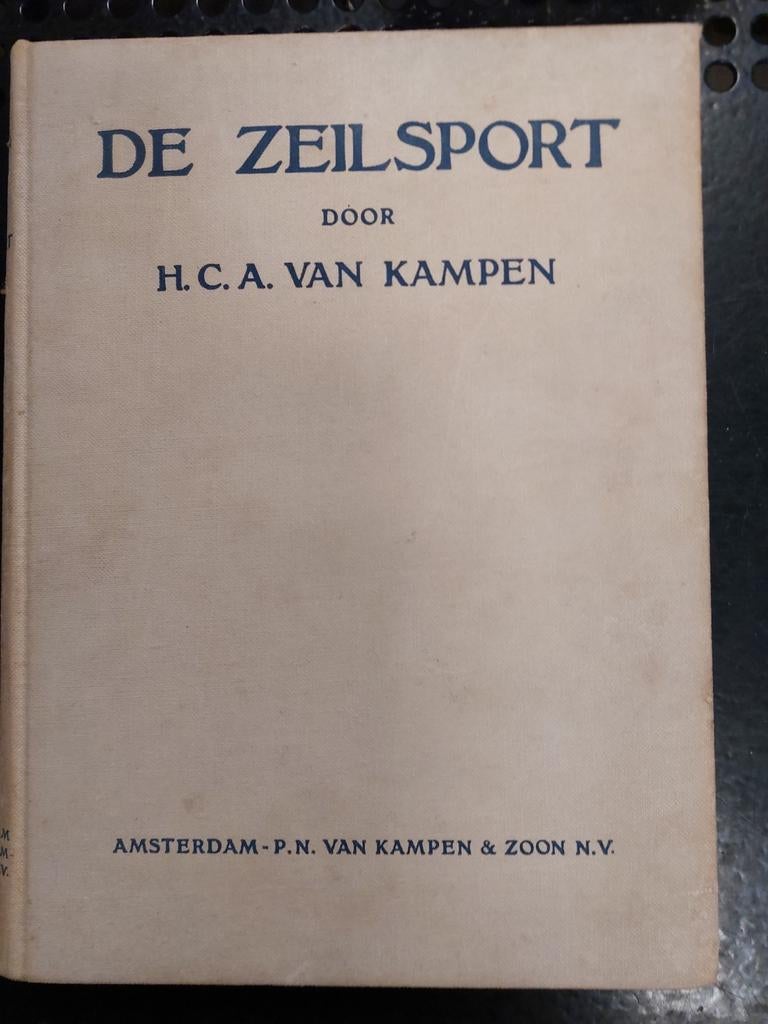 DE ZEILSPORT
DOOR
H. C. A. VAN KAMPEN
AMSTERDAM - P. N. VAN KAMPEN & ZOON N.V.